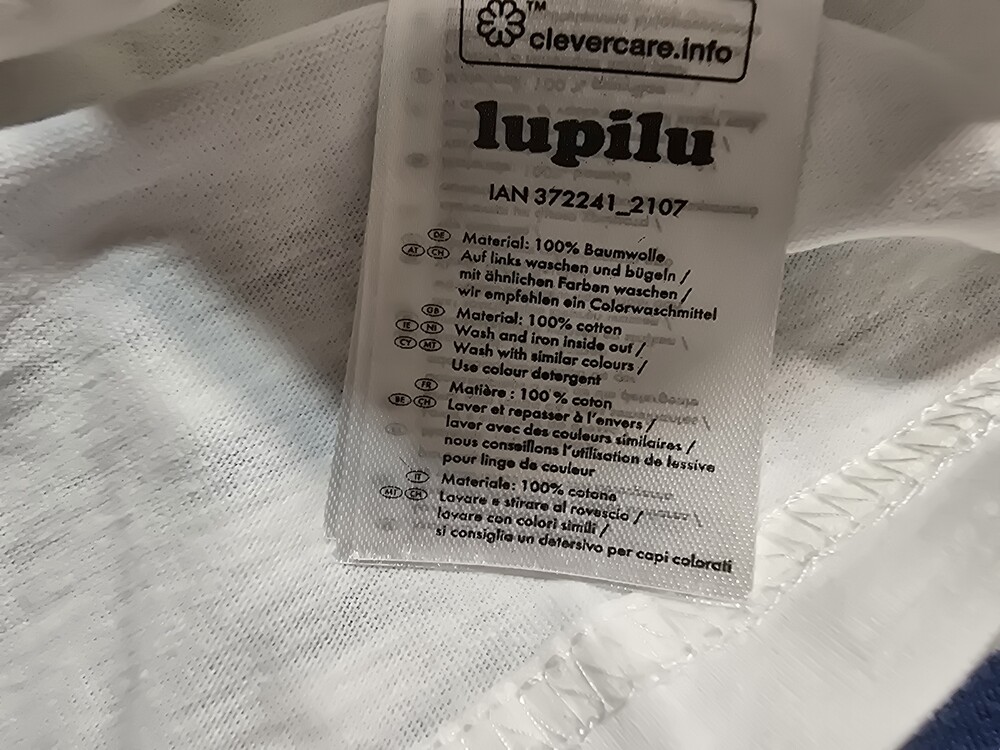 TM
clevercare.info
lupilu
IAN 372241_2107
DE Material: 100% Baumwolle
AT CH Auf links waschen und bügeln /
mit ähnlichen Farben waschen /
wir empfehlen ein Colorwaschmittel
GB Material: 100% cotton
IE NI Wash and iron inside out /
CY MT Wash with similar colours /
Use colour detergent
FR Matière : 100 % coton
BE CH Laver et repasser à l'envers /
laver avec des couleurs similaires /
nous conseillons l'utilisation de lessive
pour linge de couleur
IT Materiale: 100% cotone
MT CH Lavare e stirare al rovescio /
lavare con colori simili /
si consiglia un detersivo per capi colorati